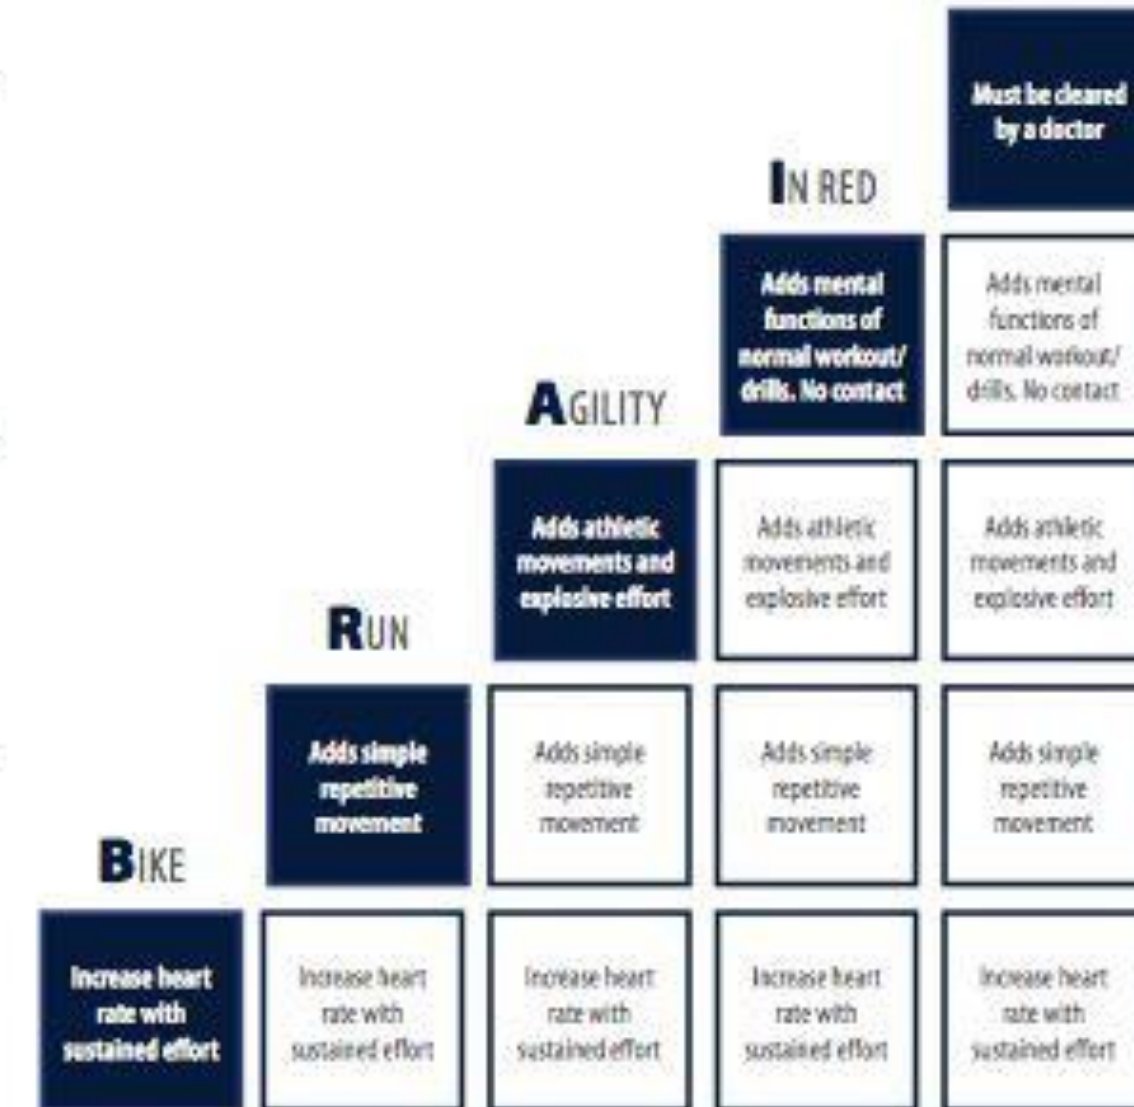 Must be cleared
by a doctor
IN RED
Adds mental
functions of
normal workout/
drills. No contact
Adds mental
functions of
normal workout/
drills. No contact
AGILITY
Adds athletic
movements and
explosive effort
Adds athletic
movements and
explosive effort
Adds athletic
movements and
explosive effort
RUN
Adds simple
repetitive
movement
Adds simple
repetitive
movement
Adds simple
repetitive
movement
Adds simple
repetitive
movement
BIKE
Increase heart
rate with
sustained effort
Increase heart
rate with
sustained effort
Increase heart
rate with
sustained effort
Increase heart
rate with
sustained effort
Increase heart
rate with
sustained effort